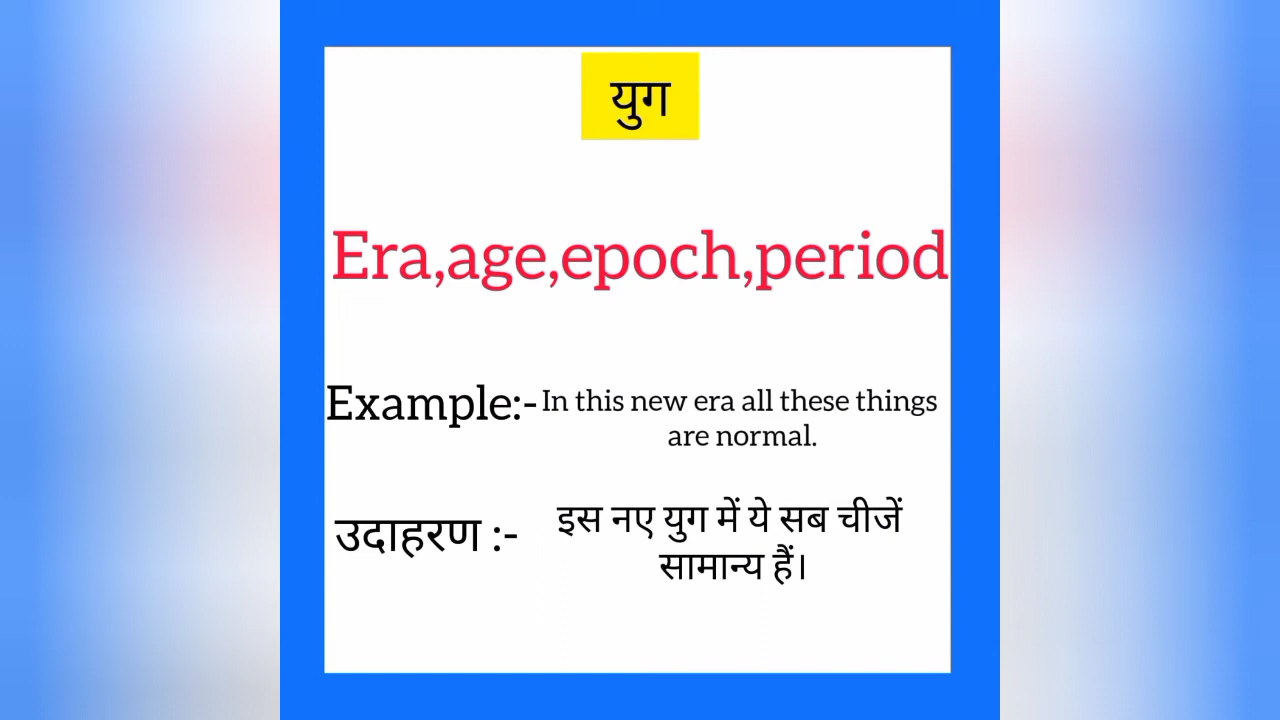 युग
Era,age,epoch,period
Example:- In this new era all these things
are normal.
उदाहरण :- इस नए युग में ये सब चीजें
सामान्य हैं।